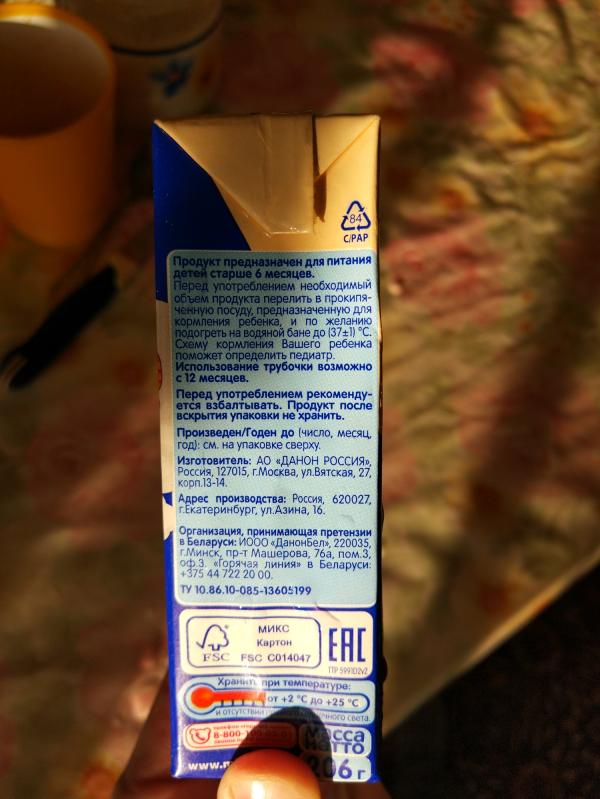 84
C/PAP
Продукт предназначен для питания
детей старше 6 месяцев.
Перед употреблением необходимый
объем продукта перелить в прокипя-
ченную посуду, предназначенную для
кормления ребенка, и по желанию
подогреть на водяной бане до (37±1) °C.
Схему кормления Вашего ребенка
поможет определить педиатр.
Использование трубочки возможно
с 12 месяцев.
Перед употреблением рекоменду-
ется взбалтывать. Продукт после
вскрытия упаковки не хранить.
Произведен/Годен до (число, месяц,
год): см. на упаковке сверху.
Изготовитель: АО «ДАНОН РОССИЯ»,
Россия, 127015, г.Москва, ул.Вятская, 27,
корп.13-14.
Адрес производства: Россия, 620027,
г.Екатеринбург, ул.Азина, 16.
Организация, принимающая претензии
в Беларуси: ИООО «ДанонБел», 220035,
г.Минск, пр-т Машерова, 76а, пом.3,
оф.3. «Горячая линия» в Беларуси:
+375 44 722 20 00.
ТУ 10.86.10-085-13605199
FSC
МИКС
Картон
FSC C014047
EAC
Хранить при температуре:
от +2 °C до +25 °C
и отсутствии света.
8-800-
масса
нетто
206 г
www.